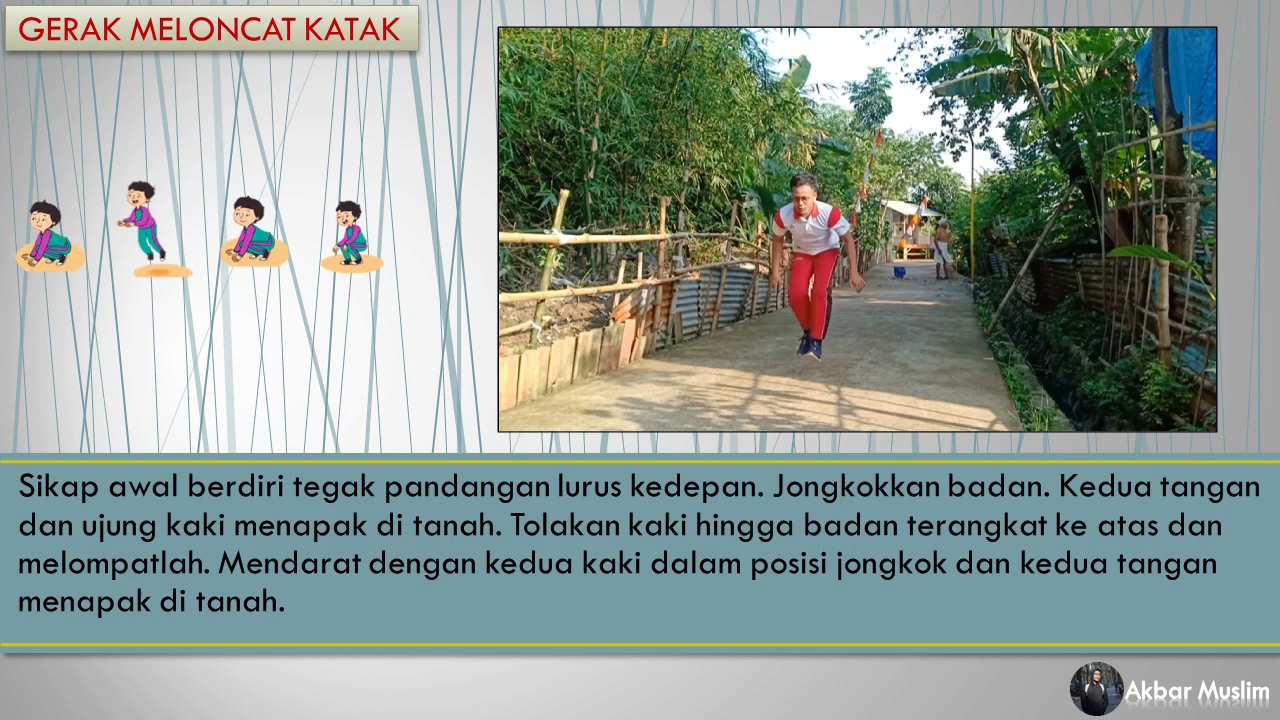 GERAK MELONCAT KATAK
Sikap awal berdiri tegak pandangan lurus kedepan. Jongkokkan badan. Kedua tangan
dan ujung kaki menapak di tanah. Tolakan kaki hingga badan terangkat ke atas dan
melompatlah. Mendarat dengan kedua kaki dalam posisi jongkok dan kedua tangan
menapak di tanah.
Akbar Muslim